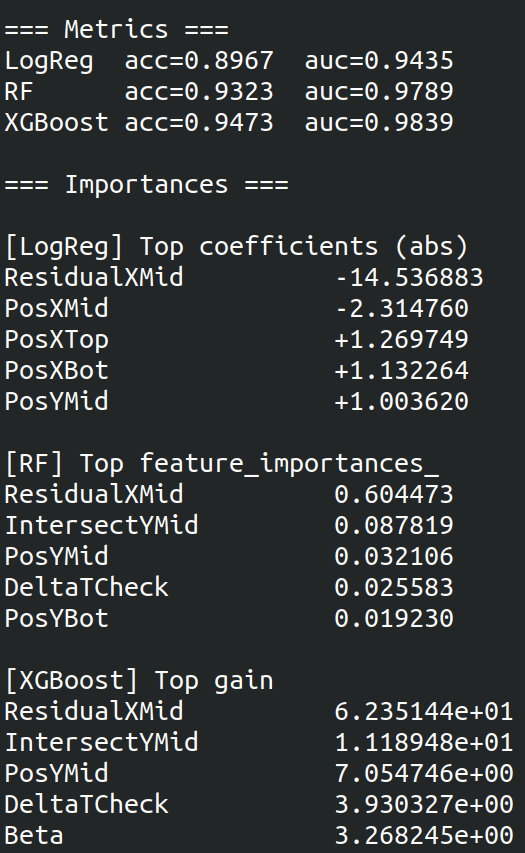 === Metrics ===
LogReg  acc=0.8967  auc=0.9435
RF      acc=0.9323  auc=0.9789
XGBoost acc=0.9473  auc=0.9839
=== Importances ===
[LogReg] Top coefficients (abs)
ResidualXMid          -14.536883
PosXMid               -2.314760
PosXTop               +1.269749
PosXBot               +1.132264
PosYMid               +1.003620
[RF] Top feature_importances_
ResidualXMid          0.604473
IntersectYMid         0.087819
PosYMid               0.032106
DeltaTCheck           0.025583
PosYBot               0.019230
[XGBoost] Top gain
ResidualXMid          6.235144e+01
IntersectYMid         1.118948e+01
PosYMid               7.054746e+00
DeltaTCheck           3.930327e+00
Beta                  3.268245e+00